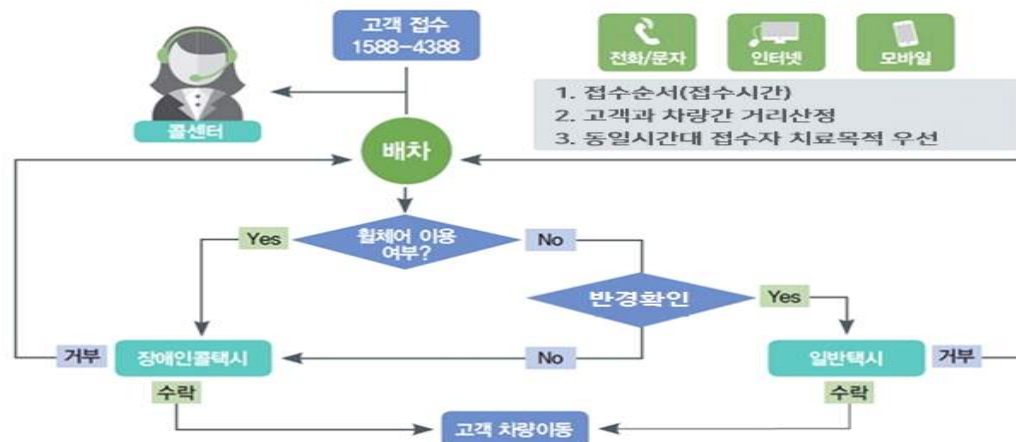 고객 접수
1588-4388
전화/문자
인터넷
모바일
콜센터
1. 접수순서(접수시간)
2. 고객과 차량간 거리산정
3. 동일시간대 접수자 치료목적 우선
배차
휠체어 이용
여부?
Yes
No
반경확인
Yes
No
거부
장애인콜택시
일반택시
거부
수락
수락
고객 차량이동